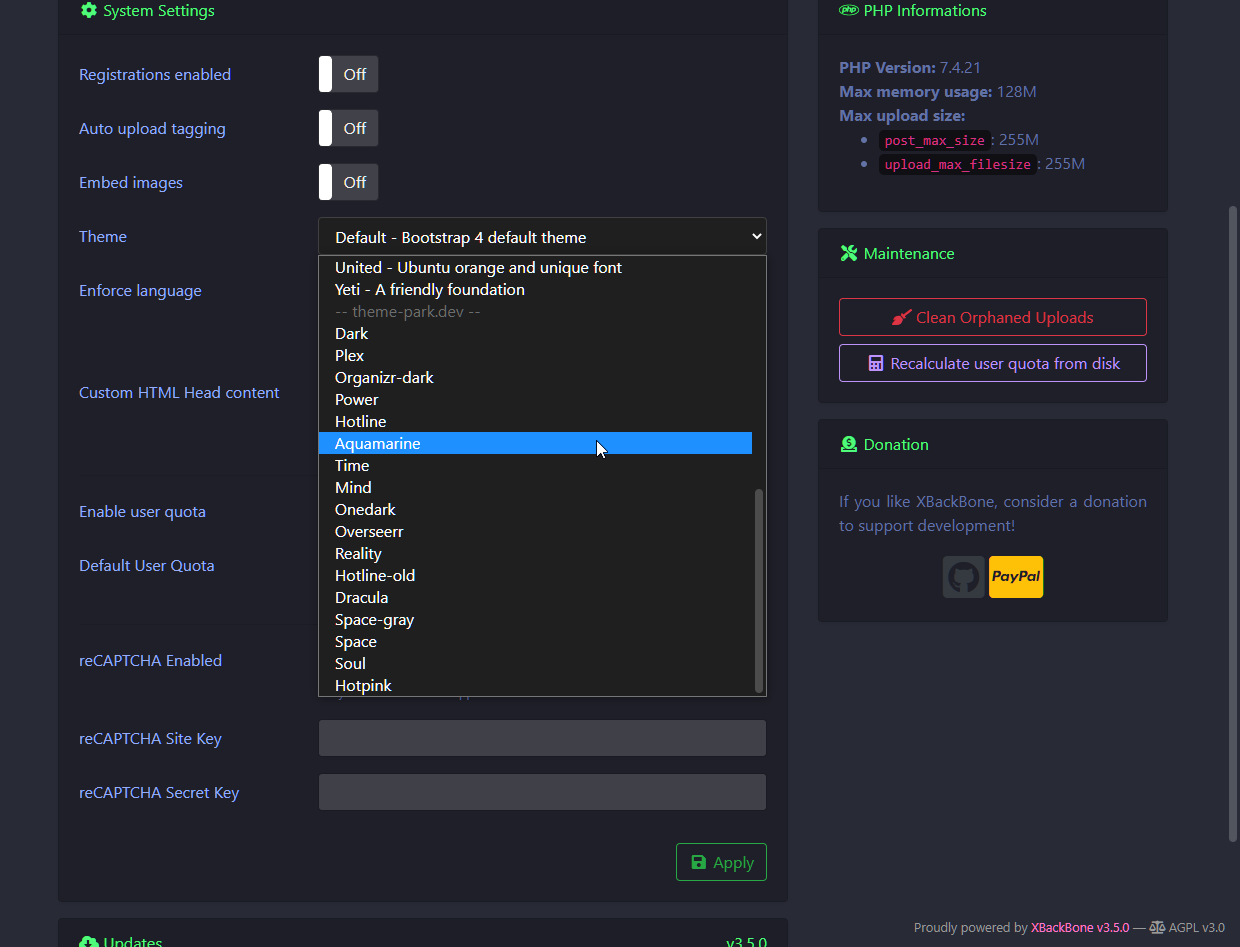 System Settings
Registrations enabled
Off
Auto upload tagging
Off
Embed images
Off
Theme
Default - Bootstrap 4 default theme
United - Ubuntu orange and unique font
Yeti - A friendly foundation
-- theme-park.dev --
Dark
Plex
Organizr-dark
Power
Hotline
Aquamarine
Time
Mind
Onedark
Overseerr
Reality
Hotline-old
Dracula
Space-gray
Space
Soul
Hotpink
Enforce language
Custom HTML Head content
Enable user quota
Default User Quota
reCAPTCHA Enabled
reCAPTCHA Site Key
reCAPTCHA Secret Key
Apply
Updates
v3.5.0
php PHP Informations
PHP Version: 7.4.21
Max memory usage: 128M
Max upload size:
post_max_size: 255M
upload_max_filesize: 255M
Maintenance
Clean Orphaned Uploads
Recalculate user quota from disk
Donation
If you like XBackBone, consider a donation
to support development!
PayPal
Proudly powered by XBackBone v3.5.0 — AGPL v3.0